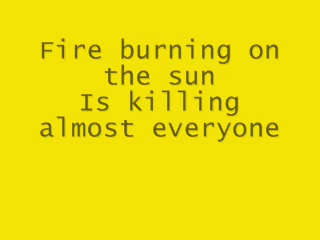 Fire burning on
the sun
Is killing
almost everyone